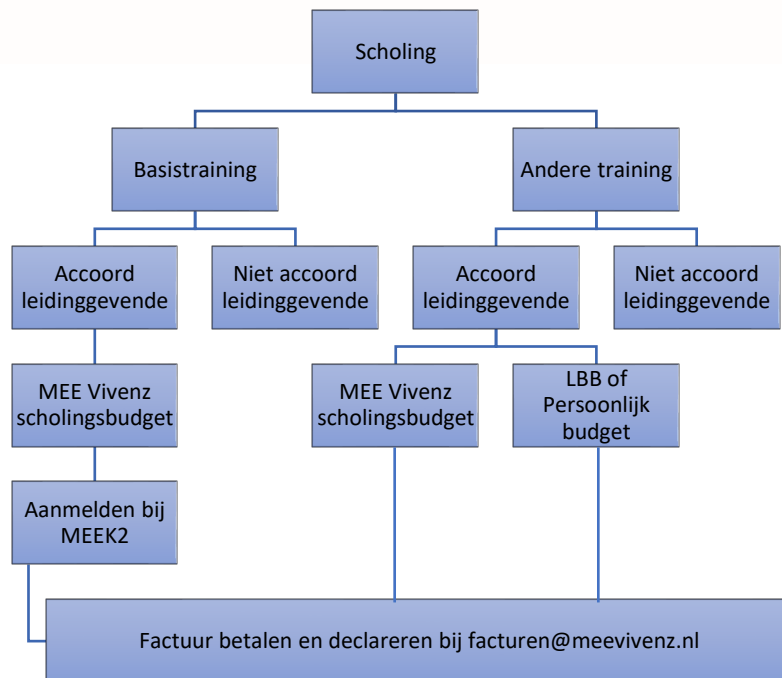 Scholing
Basistraining
Andere training
Accoord
leidinggevende
Niet accoord
leidinggevende
Accoord
leidinggevende
Niet accoord
leidinggevende
MEE Vivenz
scholingsbudget
MEE Vivenz
scholingsbudget
LBB of
Persoonlijk
budget
Aanmelden bij
MEEK2
Factuur betalen en declareren bij facturen@meevivenz.nl